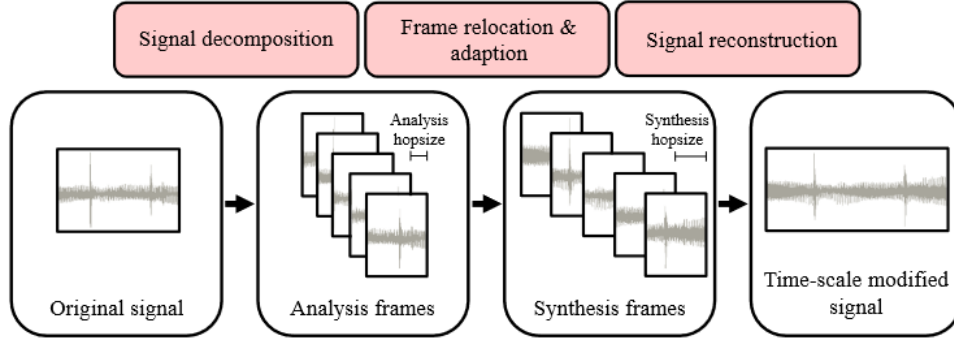 Signal decomposition
Frame relocation &
adaption
Signal reconstruction
Analysis
hopsize
Synthesis
hopsize
Original signal
Analysis frames
Synthesis frames
Time-scale modified
signal